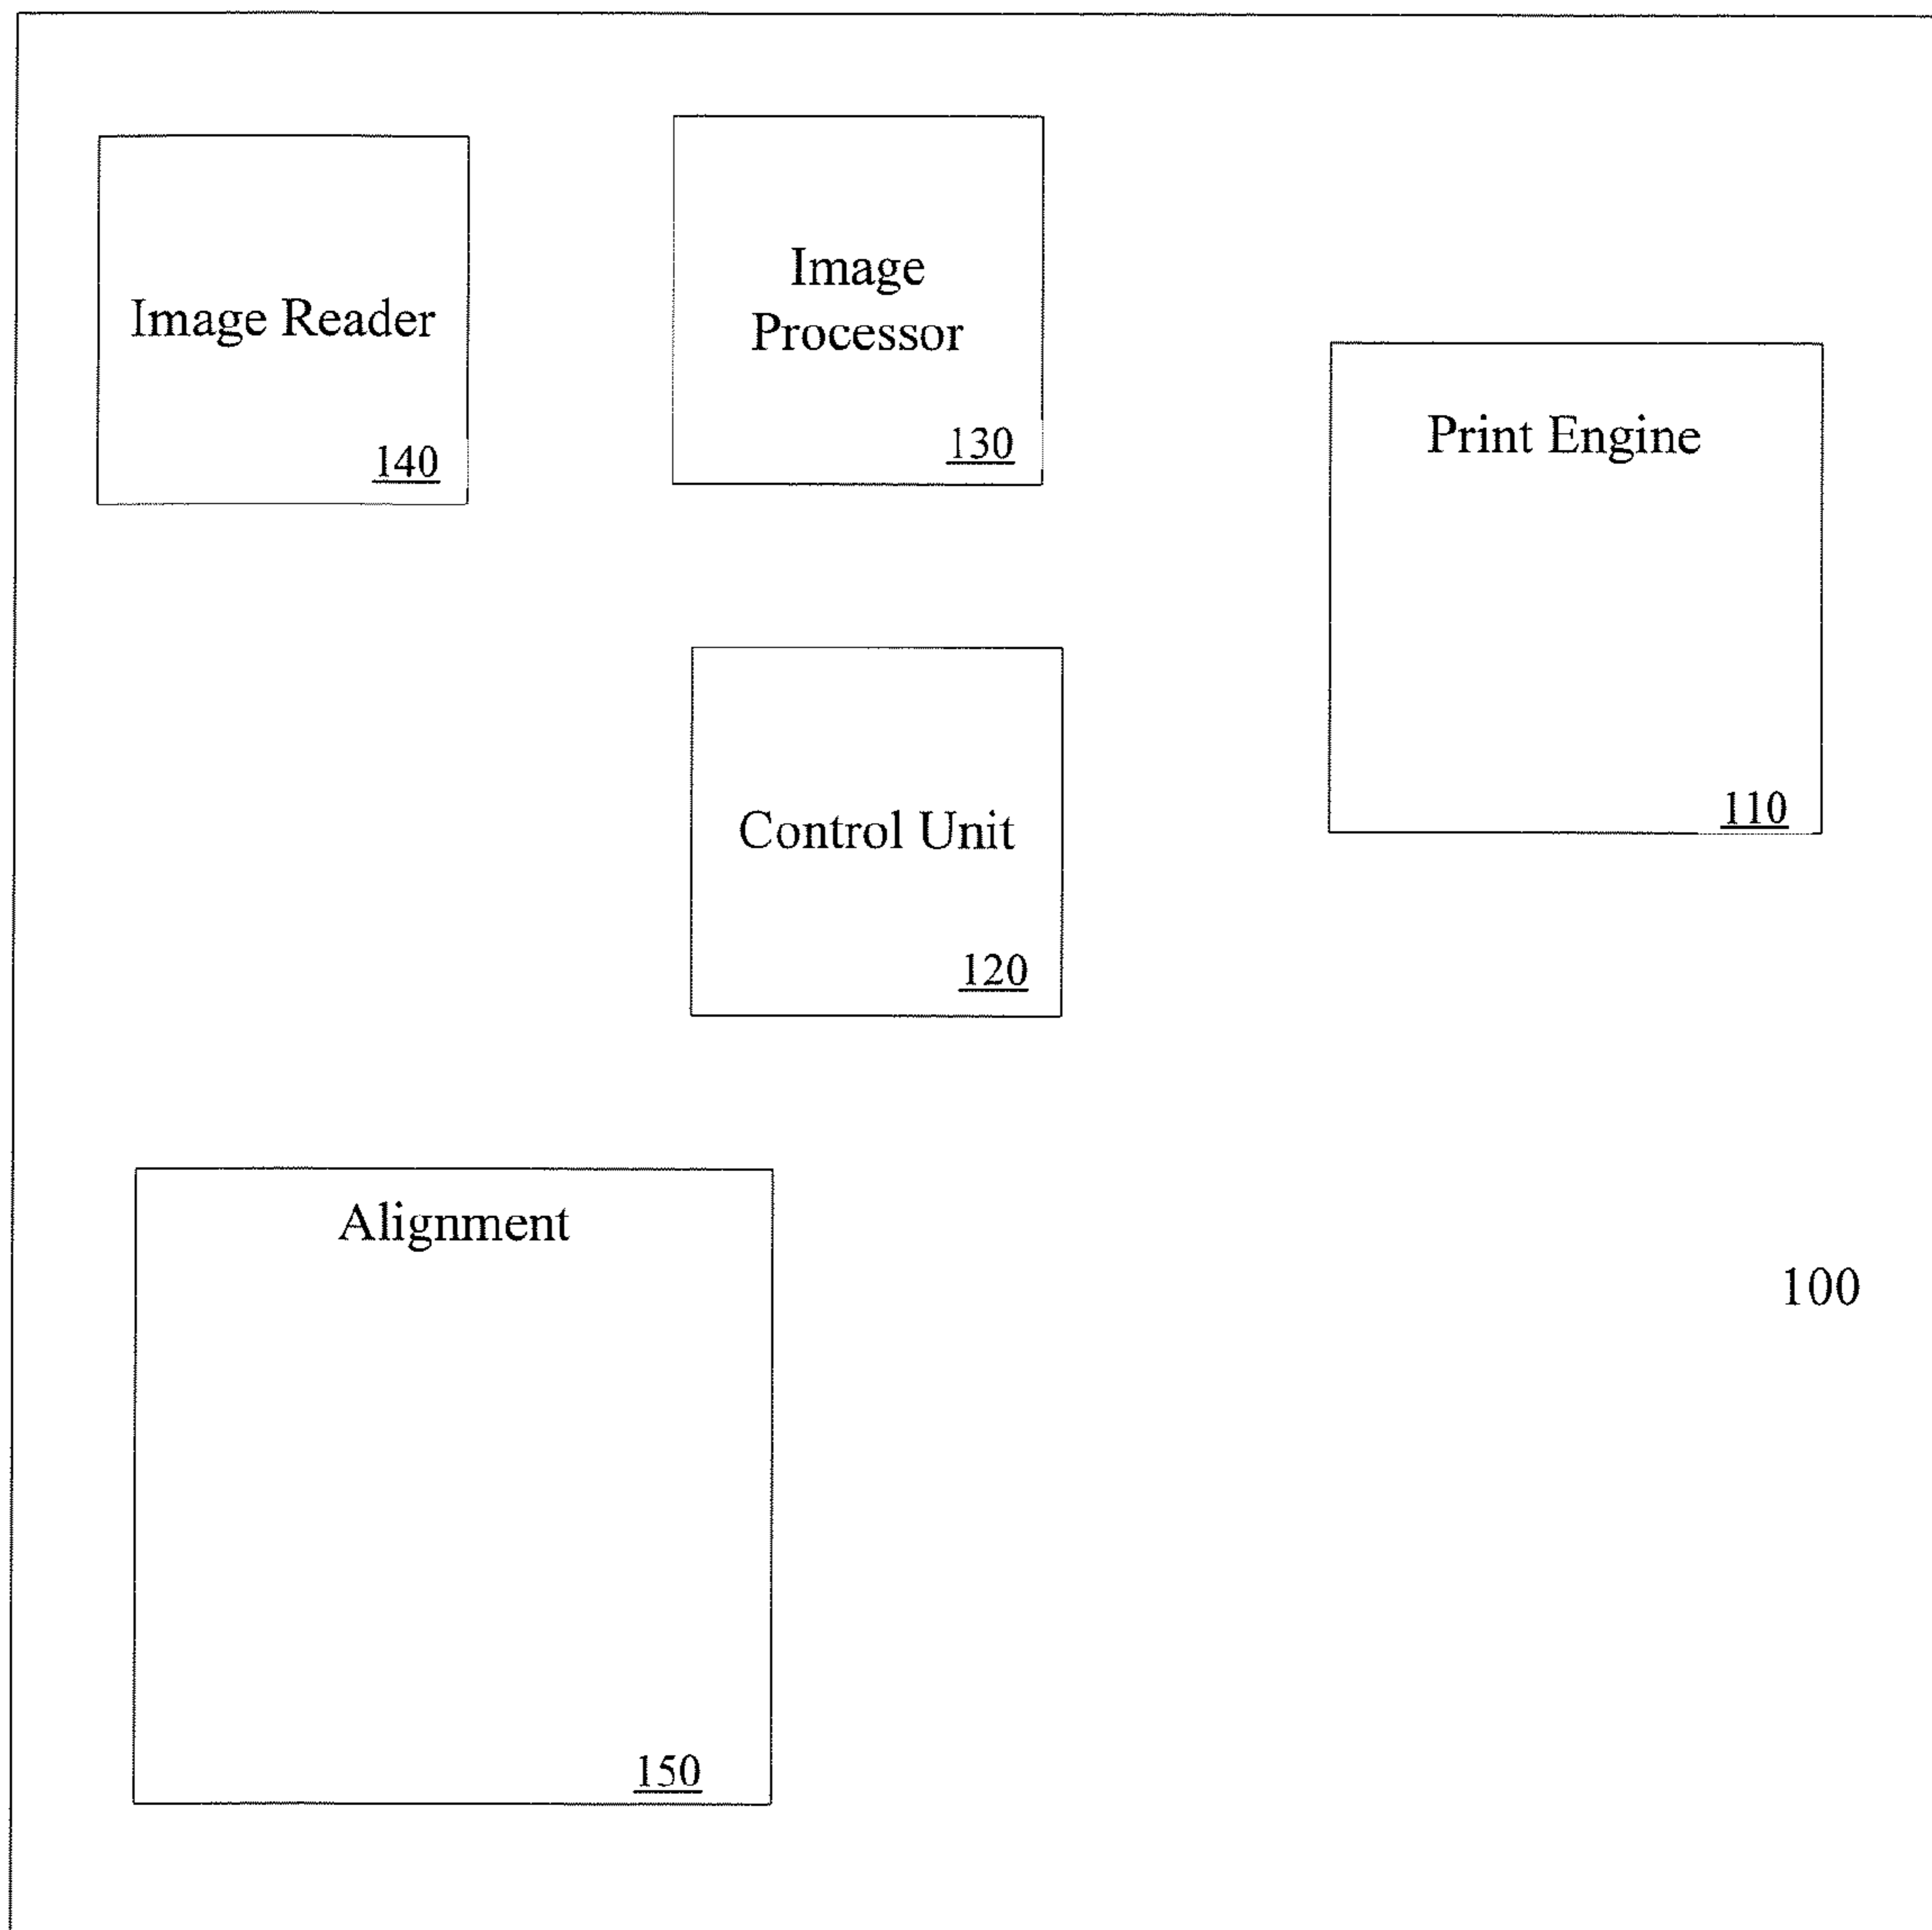 Image Reader
140
Image
Processor
130
Print Engine
110
Control Unit
120
Alignment
150
100